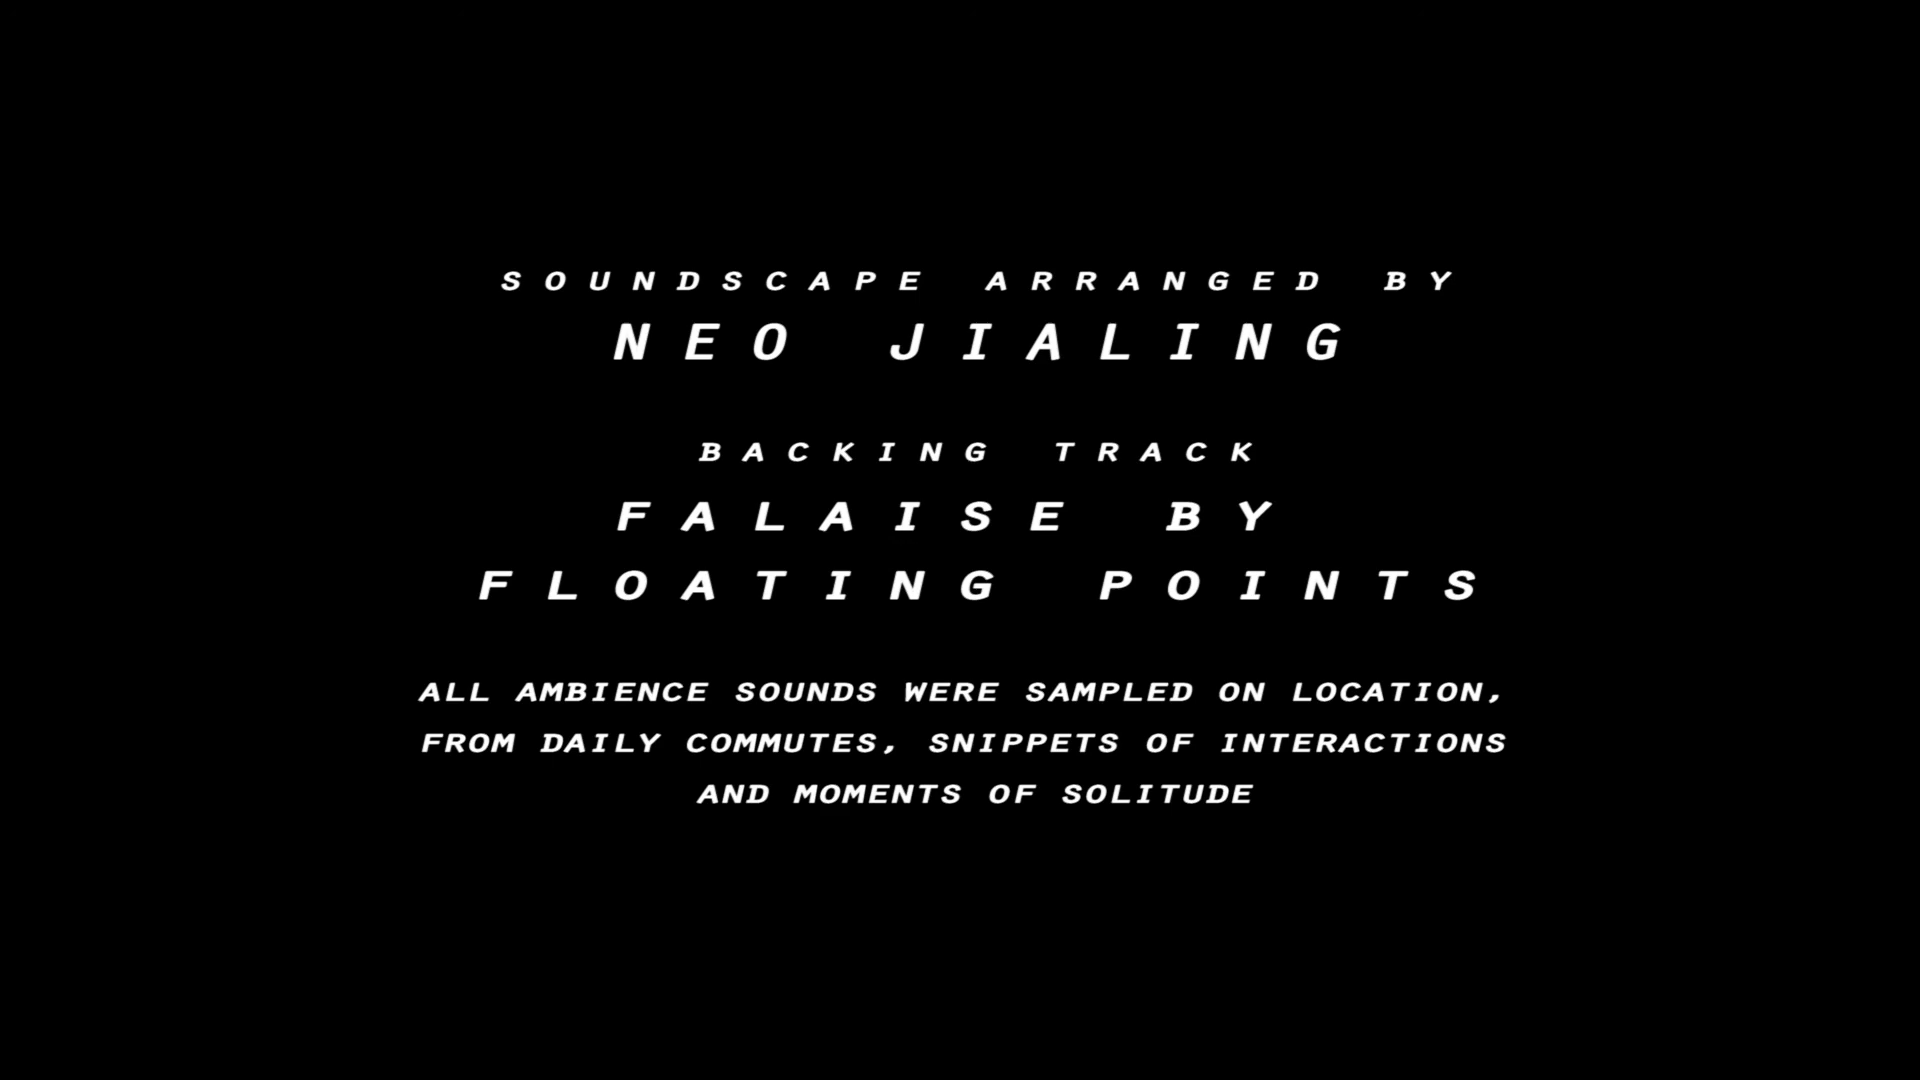 SOUNDSCAPE ARRANGED BY
NEO JIALING
BACKING TRACK
FALAISE BY
FLOATING POINTS
ALL AMBIENCE SOUNDS WERE SAMPLED ON LOCATION,
FROM DAILY COMMUTES, SNIPPETS OF INTERACTIONS
AND MOMENTS OF SOLITUDE